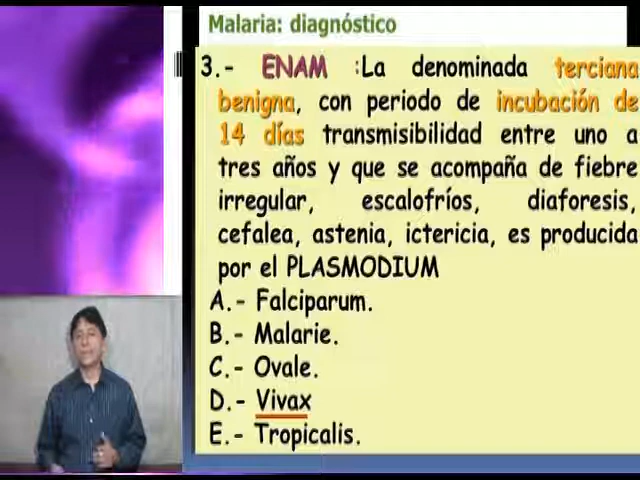 Malaria: diagnóstico
3.- ENAM :La denominada terciana
benigna, con periodo de incubación de
14 días transmisibilidad entre uno a
tres años y que se acompaña de fiebre
irregular, escalofríos, diaforesis,
cefalea, astenia, ictericia, es producida
por el PLASMODIUM
A.- Falciparum.
B.- Malarie.
C.- Ovale.
D.- Vivax
E.- Tropicalis.